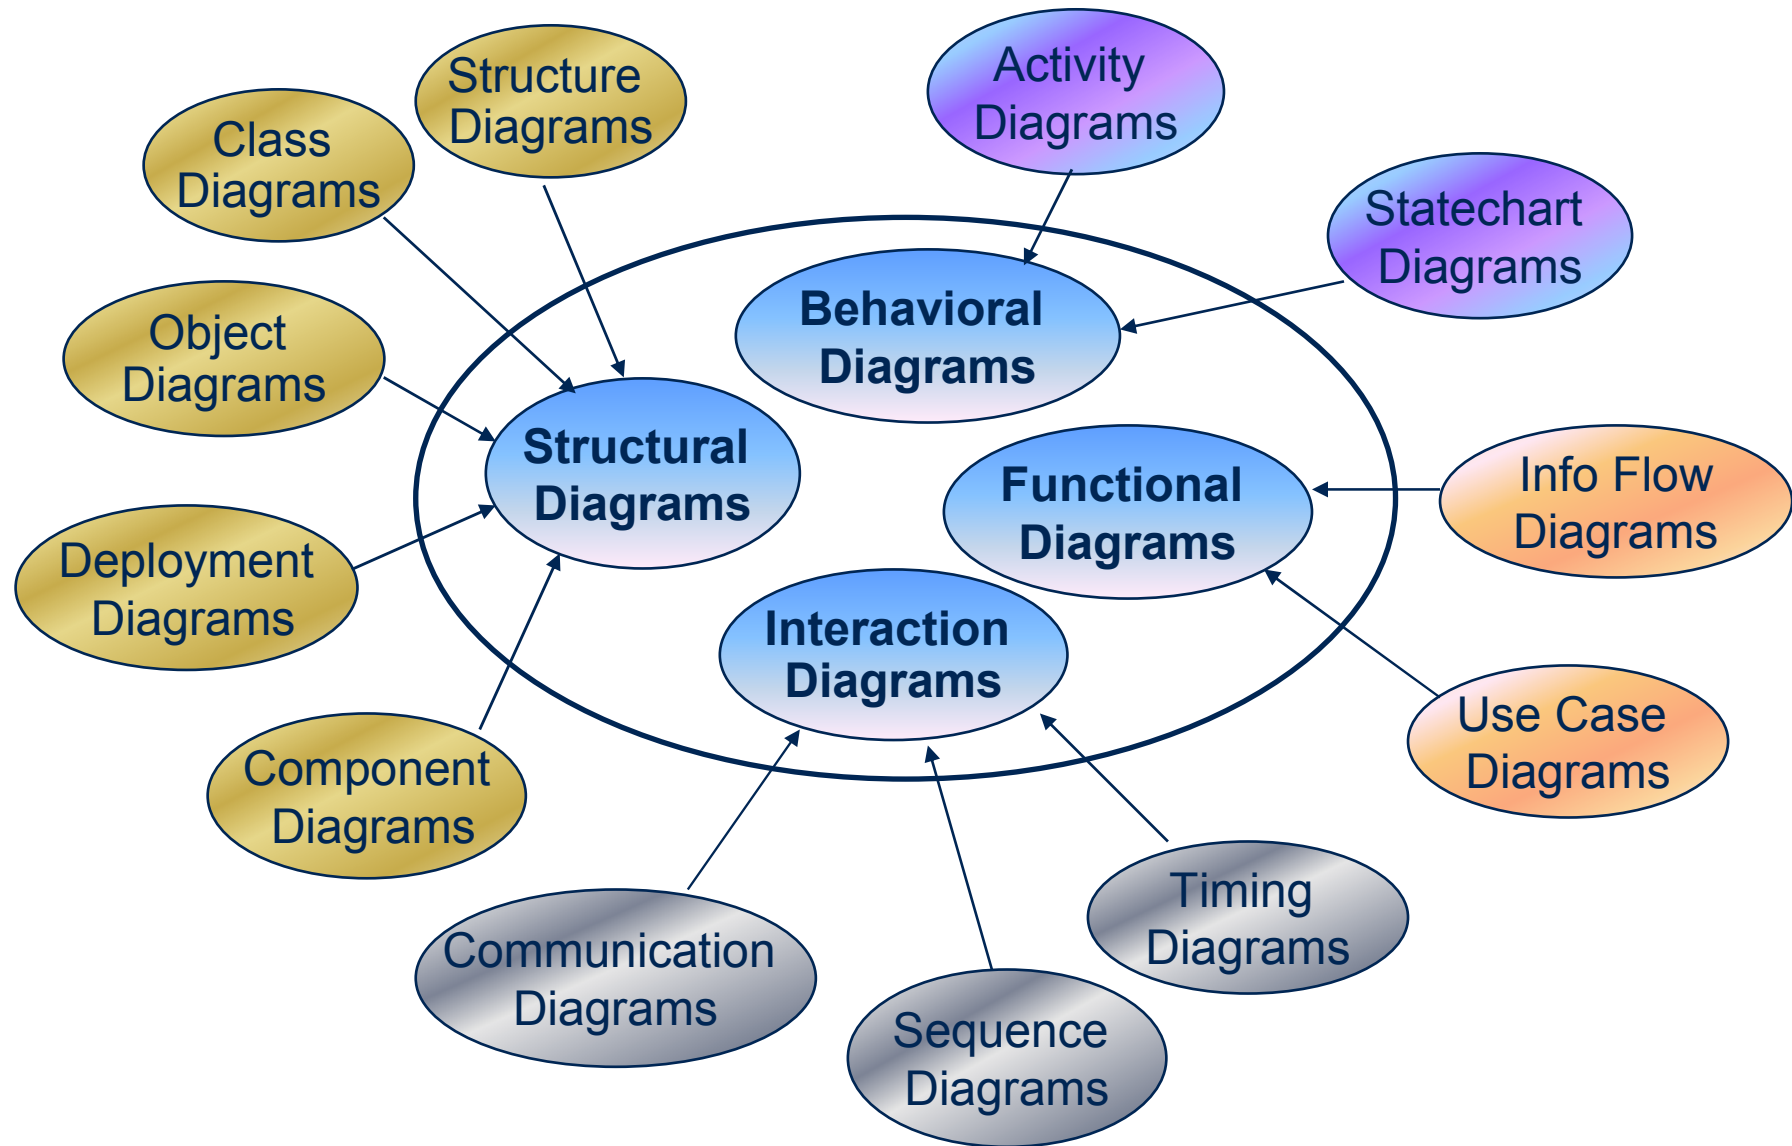 Structure
Diagrams
Activity
Diagrams
Class
Diagrams
Statechart
Diagrams
Behavioral
Diagrams
Object
Diagrams
Structural
Diagrams
Functional
Diagrams
Info Flow
Diagrams
Deployment
Diagrams
Interaction
Diagrams
Use Case
Diagrams
Component
Diagrams
Timing
Diagrams
Communication
Diagrams
Sequence
Diagrams